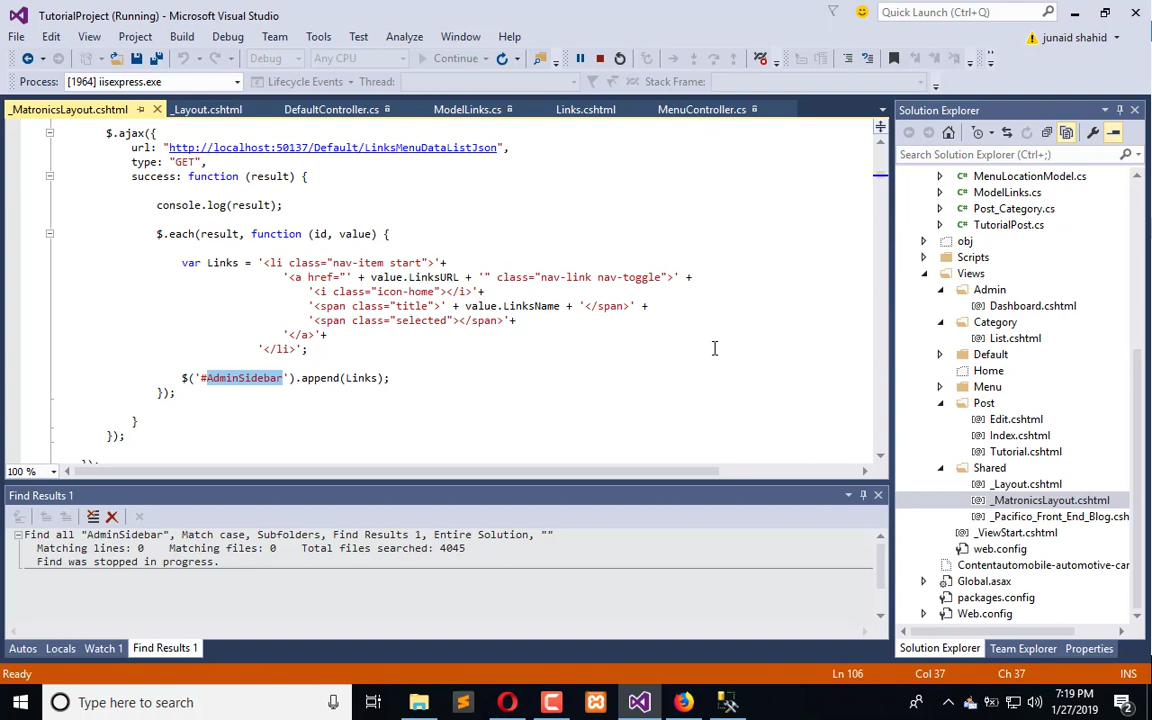 TutorialProject (Running) - Microsoft Visual Studio
Quick Launch (Ctrl+;)
File Edit View Project Build Debug Team Tools Test Analyze Window Help
junaid shahid
Debug Any CPU Continue
Process: [1964] iisexpress.exe Lifecycle Events Thread: Stack Frame:
_MatronicsLayout.cshtml _Layout.cshtml DefaultController.cs ModelLinks.cs Links.cshtml MenuController.cs
$.ajax({
url: "http://localhost:50137/Default/LinksMenuDataListJson",
type: "GET",
success: function (result) {
console.log(result);
$.each(result, function (id, value) {
var Links = '<li class="nav-item start">'+
'<a href="' + value.LinksURL + '" class="nav-link nav-toggle">' +
'<i class="icon-home"></i>'+
'<span class="title">' + value.LinksName + '</span>' +
'<span class="selected"></span>'+
'</a>'+
'</li>';
$('#AdminSidebar').append(Links);
});
}
});
100 %
Find Results 1
Find all "AdminSidebar", Match case, Subfolders, Find Results 1, Entire Solution, ""
Matching lines: 0 Matching files: 0 Total files searched: 4045
Find was stopped in progress.
Autos Locals Watch 1 Find Results 1
Solution Explorer
Search Solution Explorer (Ctrl+;)
MenuLocationModel.cs
ModelLinks.cs
Post_Category.cs
TutorialPost.cs
obj
Scripts
Views
Admin
Dashboard.cshtml
Category
List.cshtml
Default
Home
Menu
Post
Edit.cshtml
Index.cshtml
Tutorial.cshtml
Shared
_Layout.cshtml
_MatronicsLayout.cshtml
_Pacifico_Front_End_Blog.csh
_ViewStart.cshtml
web.config
Contentautomobile-automotive-car
Global.asax
packages.config
Web.config
Solution Explorer Team Explorer Properties
Ready Ln 106 Col 37 Ch 37 INS
Type here to search
7:19 PM
1/27/2019
2